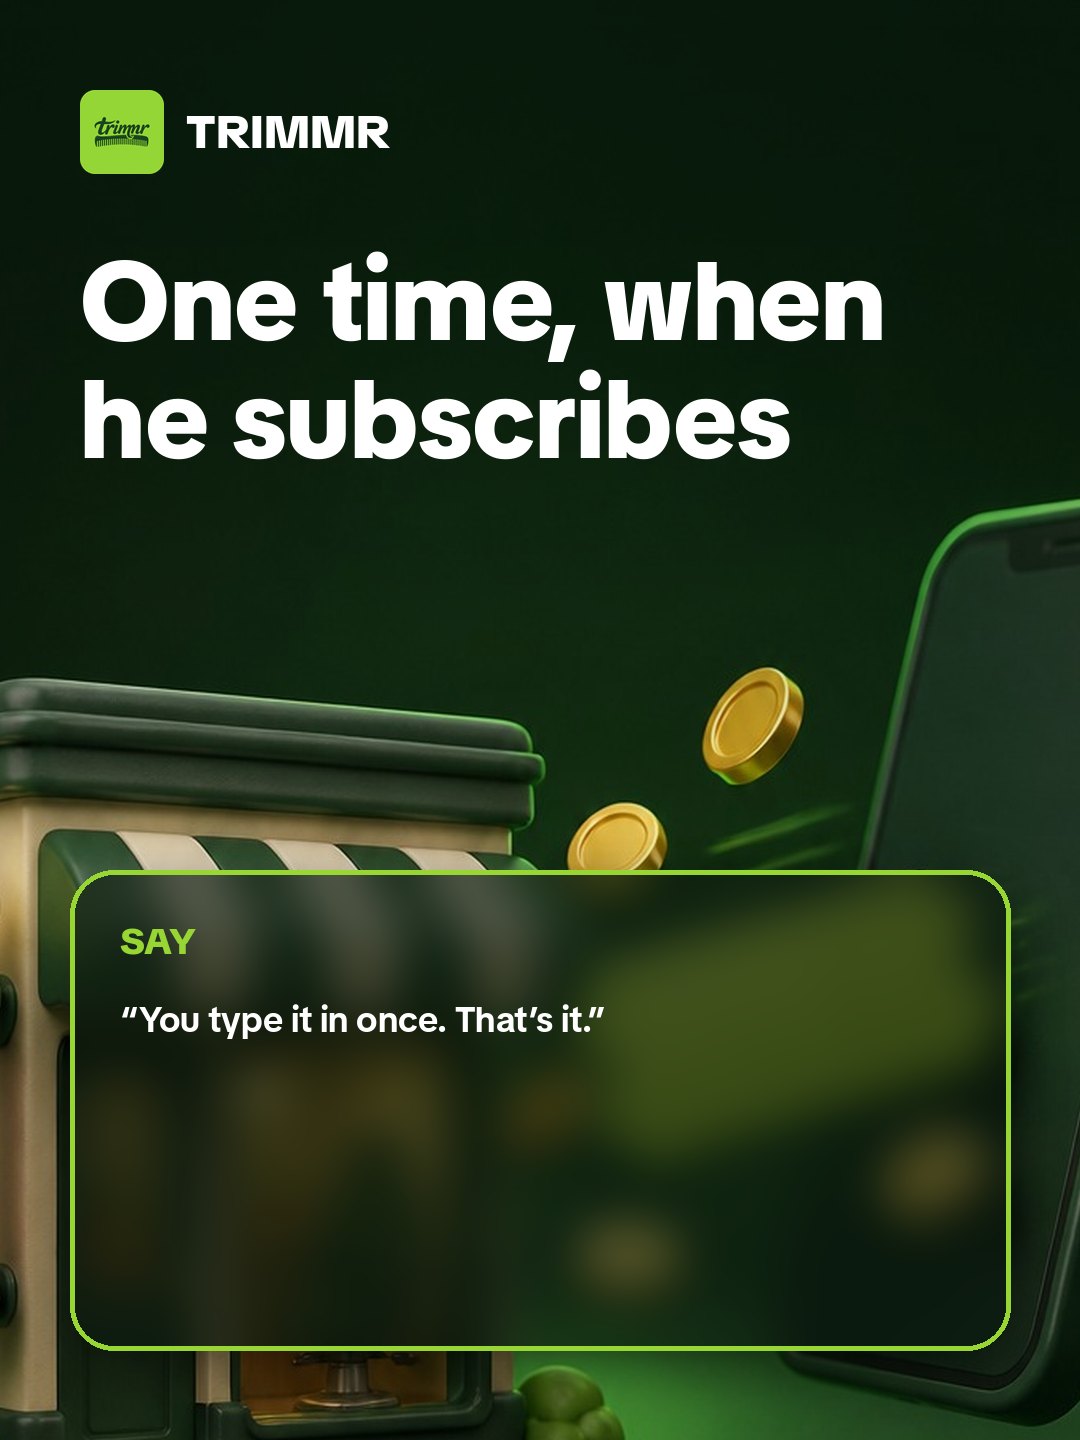 trimmr
TRIMMR
One time, when
he subscribes
SAY
“You type it in once. That’s it.”